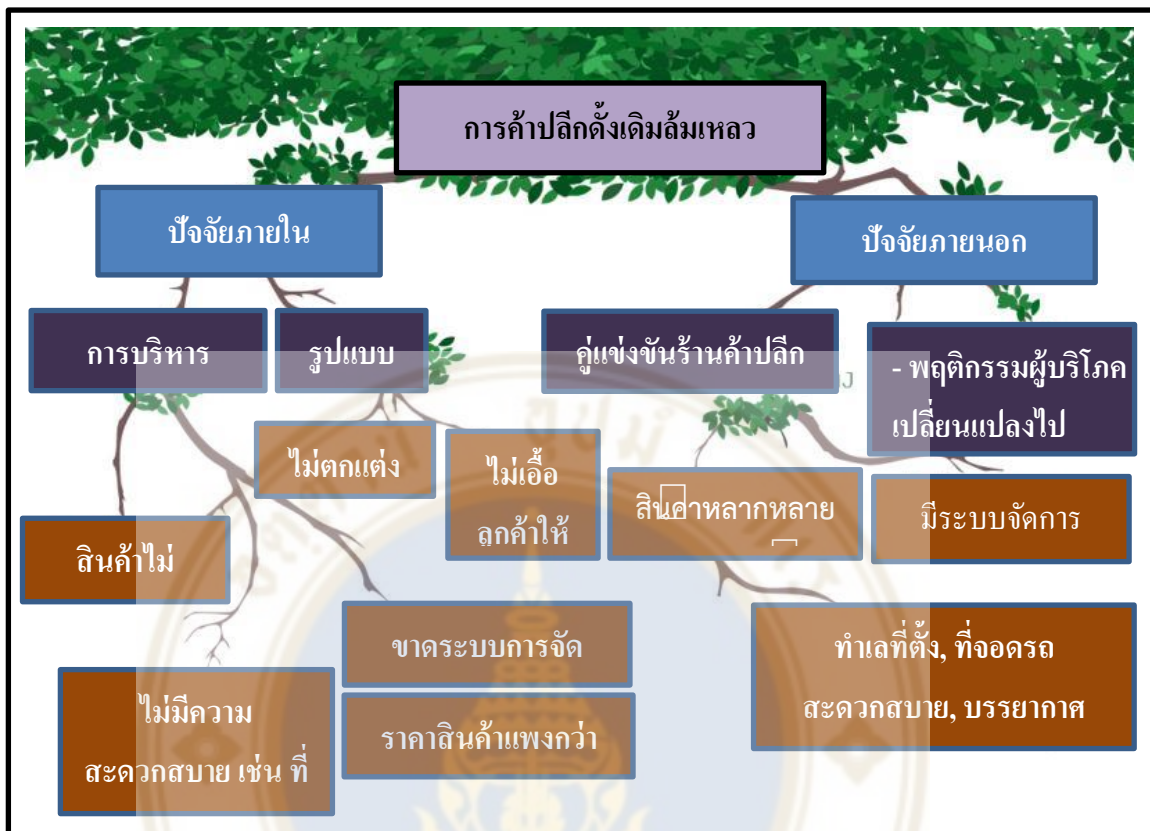 การค้าปลีกดั้งเดิมล้มเหลว
ปัจจัยภายใน
ปัจจัยภายนอก
การบริหาร
รูปแบบ
คู่แข่งขันร้านค้าปลีก
- พฤติกรรมผู้บริโภค
เปลี่ยนแปลงไป
ไม่ตกแต่ง
ไม่เอื้อ
ลูกค้าให้
สินค้าหลากหลาย
มีระบบจัดการ
สินค้าไม่
ขาดระบบการจัด
ราคาสินค้าแพงกว่า
ไม่มีความ
สะดวกสบาย เช่น ที่
ทำเลที่ตั้ง, ที่จอดรถ
สะดวกสบาย, บรรยากาศ